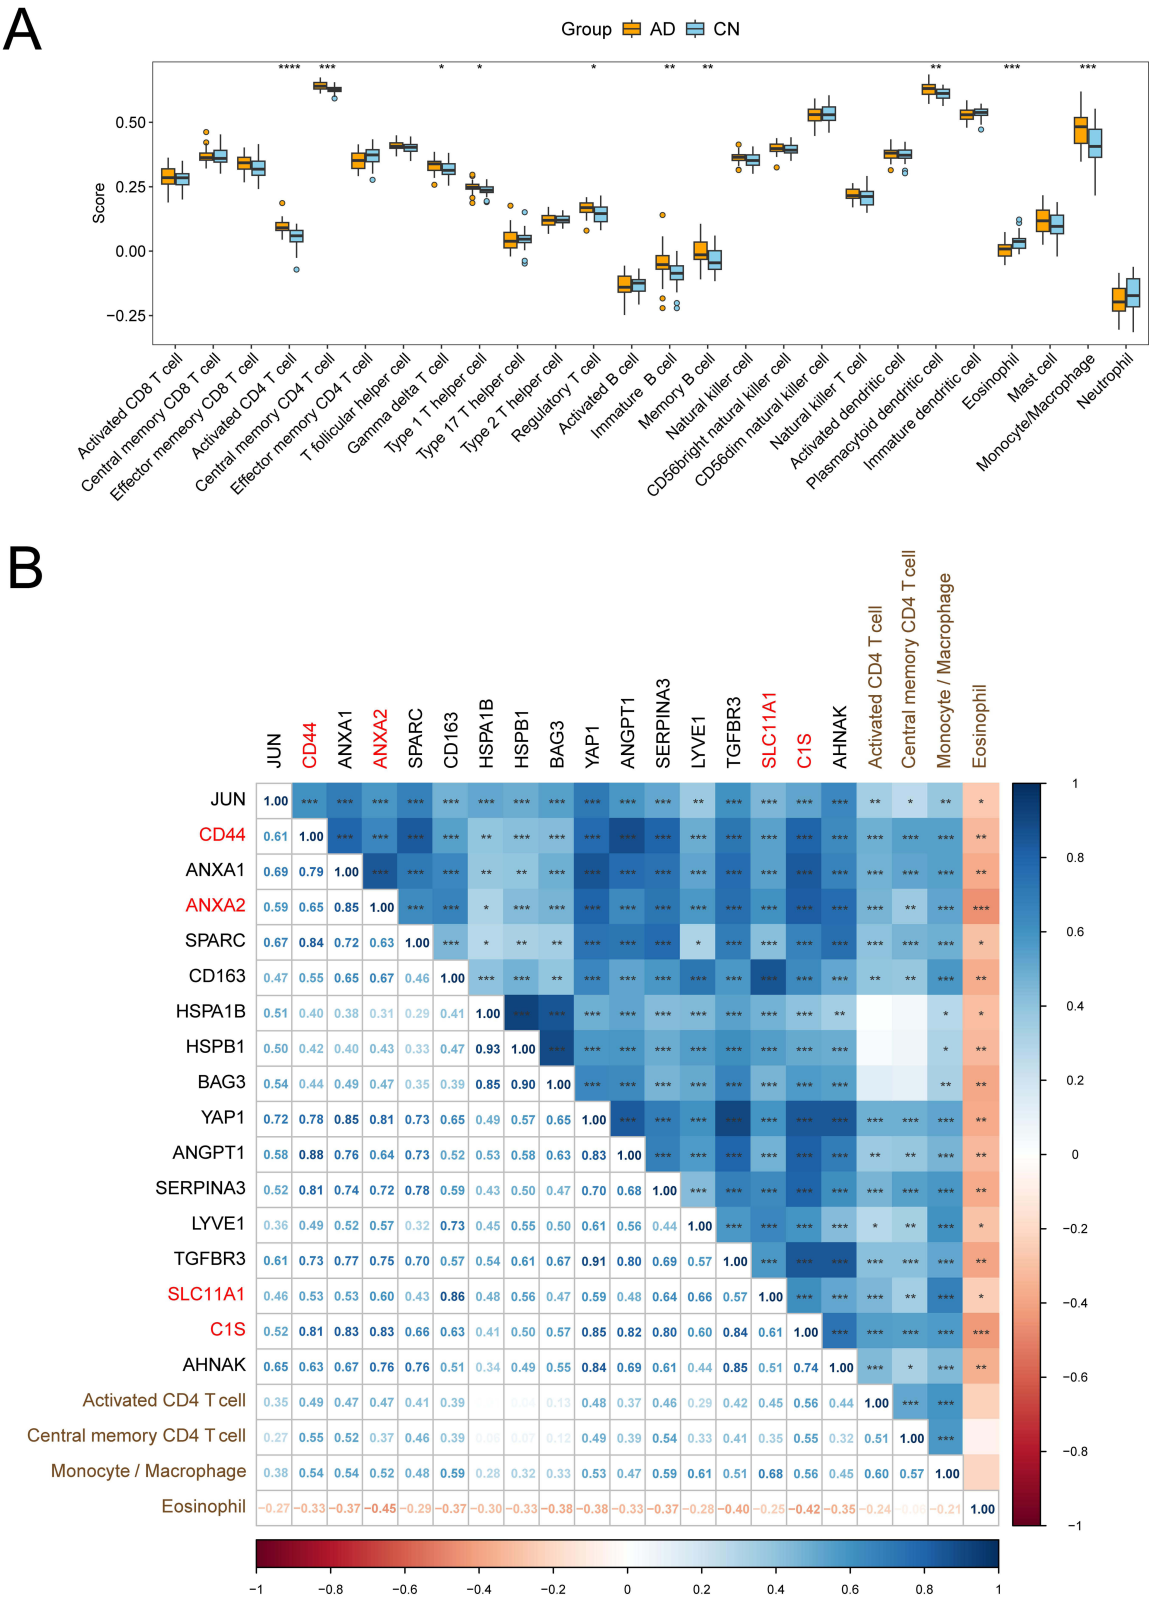 A
Group AD CN
**** *** * * * ** ** ** *** ***
Score
0.50
0.25
0.00
−0.25
Activated CD8 T cell
Central memory CD8 T cell
Effector memeory CD8 T cell
Activated CD4 T cell
Central memory CD4 T cell
Effector memory CD4 T cell
T follicular helper cell
Gamma delta T cell
Type 1 T helper cell
Type 17 T helper cell
Type 2 T helper cell
Regulatory T cell
Activated B cell
Immature B cell
Memory B cell
Natural killer cell
CD56bright natural killer cell
CD56dim natural killer cell
Natural killer T cell
Activated dendritic cell
Plasmacytoid dendritic cell
Immature dendritic cell
Eosinophil
Mast cell
Monocyte/Macrophage
Neutrophil
B
JUN
CD44
ANXA1
ANXA2
SPARC
CD163
HSPA1B
HSPB1
BAG3
YAP1
ANGPT1
SERPINA3
LYVE1
TGFBR3
SLC11A1
C1S
AHNAK
Activated CD4 T cell
Central memory CD4 T cell
Monocyte / Macrophage
Eosinophil
JUN 1.00 *** *** *** *** *** *** *** *** *** *** *** ** *** *** *** *** ** * ** *
CD44 0.61 1.00 *** *** *** *** ** *** *** *** *** *** *** *** *** *** *** *** *** *** **
ANXA1 0.69 0.79 1.00 *** *** *** ** ** *** *** *** *** *** *** *** *** *** *** *** *** **
ANXA2 0.59 0.65 0.85 1.00 *** *** * *** *** *** *** *** *** *** *** *** *** *** ** *** ***
SPARC 0.67 0.84 0.72 0.63 1.00 *** * ** ** *** *** *** * *** *** *** *** *** *** *** *
CD163 0.47 0.55 0.65 0.67 0.46 1.00 *** *** ** *** *** *** *** *** *** *** *** ** ** *** **
HSPA1B 0.51 0.40 0.38 0.31 0.29 0.41 1.00 *** *** *** *** *** *** *** *** *** ** * *
HSPB1 0.50 0.42 0.40 0.43 0.33 0.47 0.93 1.00 *** *** *** *** *** *** *** *** *** * **
BAG3 0.54 0.44 0.49 0.47 0.35 0.39 0.85 0.90 1.00 *** *** *** *** *** *** *** *** ** **
YAP1 0.72 0.78 0.85 0.81 0.73 0.65 0.49 0.57 0.65 1.00 *** *** *** *** *** *** *** *** *** *** **
ANGPT1 0.58 0.88 0.76 0.64 0.73 0.52 0.53 0.58 0.63 0.83 1.00 *** *** *** *** *** *** ** ** *** **
SERPINA3 0.52 0.81 0.74 0.72 0.78 0.59 0.43 0.50 0.47 0.70 0.68 1.00 *** *** *** *** *** *** *** *** **
LYVE1 0.36 0.49 0.52 0.57 0.32 0.73 0.45 0.55 0.50 0.61 0.56 0.44 1.00 *** *** *** *** * ** *** *
TGFBR3 0.61 0.73 0.77 0.75 0.70 0.57 0.54 0.61 0.67 0.91 0.80 0.69 0.57 1.00 *** *** *** *** *** *** **
SLC11A1 0.46 0.53 0.53 0.60 0.43 0.86 0.48 0.56 0.47 0.59 0.48 0.64 0.66 0.57 1.00 *** *** *** ** *** *
C1S 0.52 0.81 0.83 0.83 0.66 0.63 0.41 0.50 0.57 0.85 0.82 0.80 0.60 0.84 0.61 1.00 *** *** *** *** ***
AHNAK 0.65 0.63 0.67 0.76 0.76 0.51 0.34 0.49 0.55 0.84 0.69 0.61 0.44 0.85 0.51 0.74 1.00 *** * *** **
Activated CD4 T cell 0.35 0.49 0.47 0.47 0.41 0.39 0.04 0.13 0.48 0.37 0.46 0.29 0.42 0.45 0.56 0.44 1.00 *** ***
Central memory CD4 T cell 0.27 0.55 0.52 0.37 0.46 0.39 0.06 0.07 0.12 0.49 0.39 0.54 0.33 0.41 0.35 0.55 0.32 0.51 1.00 ***
Monocyte / Macrophage 0.38 0.54 0.54 0.52 0.48 0.59 0.28 0.32 0.33 0.53 0.47 0.59 0.61 0.51 0.68 0.56 0.45 0.60 0.57 1.00
Eosinophil −0.27 −0.33 −0.37 −0.45 −0.29 −0.37 −0.30 −0.33 −0.38 −0.38 −0.33 −0.37 −0.28 −0.40 −0.25 −0.42 −0.35 −0.24 −0.21 1.00
1
0.8
0.6
0.4
0.2
0
−0.2
−0.4
−0.6
−0.8
−1
−1 −0.8 −0.6 −0.4 −0.2 0 0.2 0.4 0.6 0.8 1